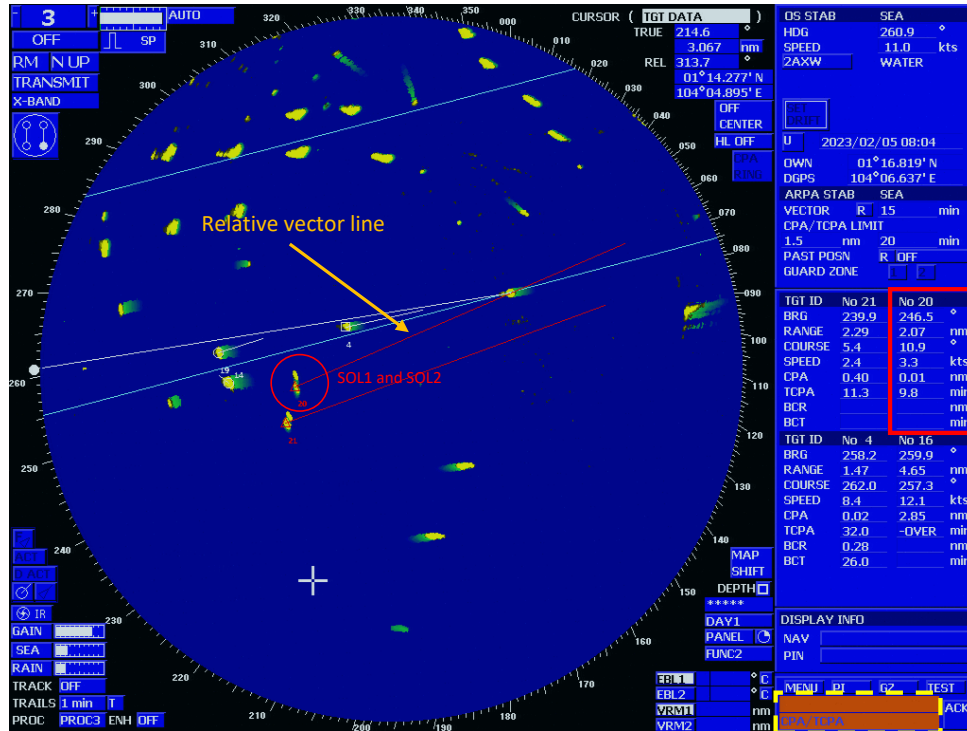 - 3 +
AUTO
OFF
SP
RM N UP
TRANSMIT
X-BAND
CURSOR ( TGT DATA )
TRUE 214.6 °
3.067 nm
REL 313.7 °
01°14.277' N
104°04.895' E
OFF
CENTER
HL OFF
CPA
RING
320 330 340 350 000 010 020 030 040 060 070 080 090 100 110 120 130 140 150 160 170 180 190 /200 210 220 230 240 250 260 270 280 290 300 310
Relative vector line
SOL1 and SOL2
4
19
14
20
21
OS STAB SEA
HDG 260.9 °
SPEED 11.0 kts
2AXW WATER
SET
DRIFT
U 2023/02/05 08:04
OWN 01°16.819' N
DGPS 104°06.637' E
ARPA STAB SEA
VECTOR R 15 min
CPA/TCPA LIMIT
1.5 nm 20 min
PAST POSN R OFF
GUARD ZONE
TGT ID No 21 No 20
BRG 239.9 246.5 °
RANGE 2.29 2.07 nm
COURSE 5.4 10.9 °
SPEED 2.4 3.3 kts
CPA 0.40 0.01 nm
TCPA 11.3 9.8 min
BCR nm
BCT min
TGT ID No 4 No 16
BRG 258.2 259.9 °
RANGE 1.47 4.65 nm
COURSE 262.0 257.3 °
SPEED 8.4 12.1 kts
CPA 0.02 2.85 nm
TCPA 32.0 -OVER min
BCR 0.28 nm
BCT 26.0 min
ACT
IR
GAIN
SEA
RAIN
TRACK OFF
TRAILS 1 min T
PROC PROC3 ENH OFF
MAP
SHIFT
DEPTH
*****
DAY1
PANEL
FUNC2
EBL1 ° C
EBL2 ° C
VRM1 nm
VRM2 nm
DISPLAY INFO
NAV
PIN
MENU PI GZ TEST
ACK
CPA/TCPA